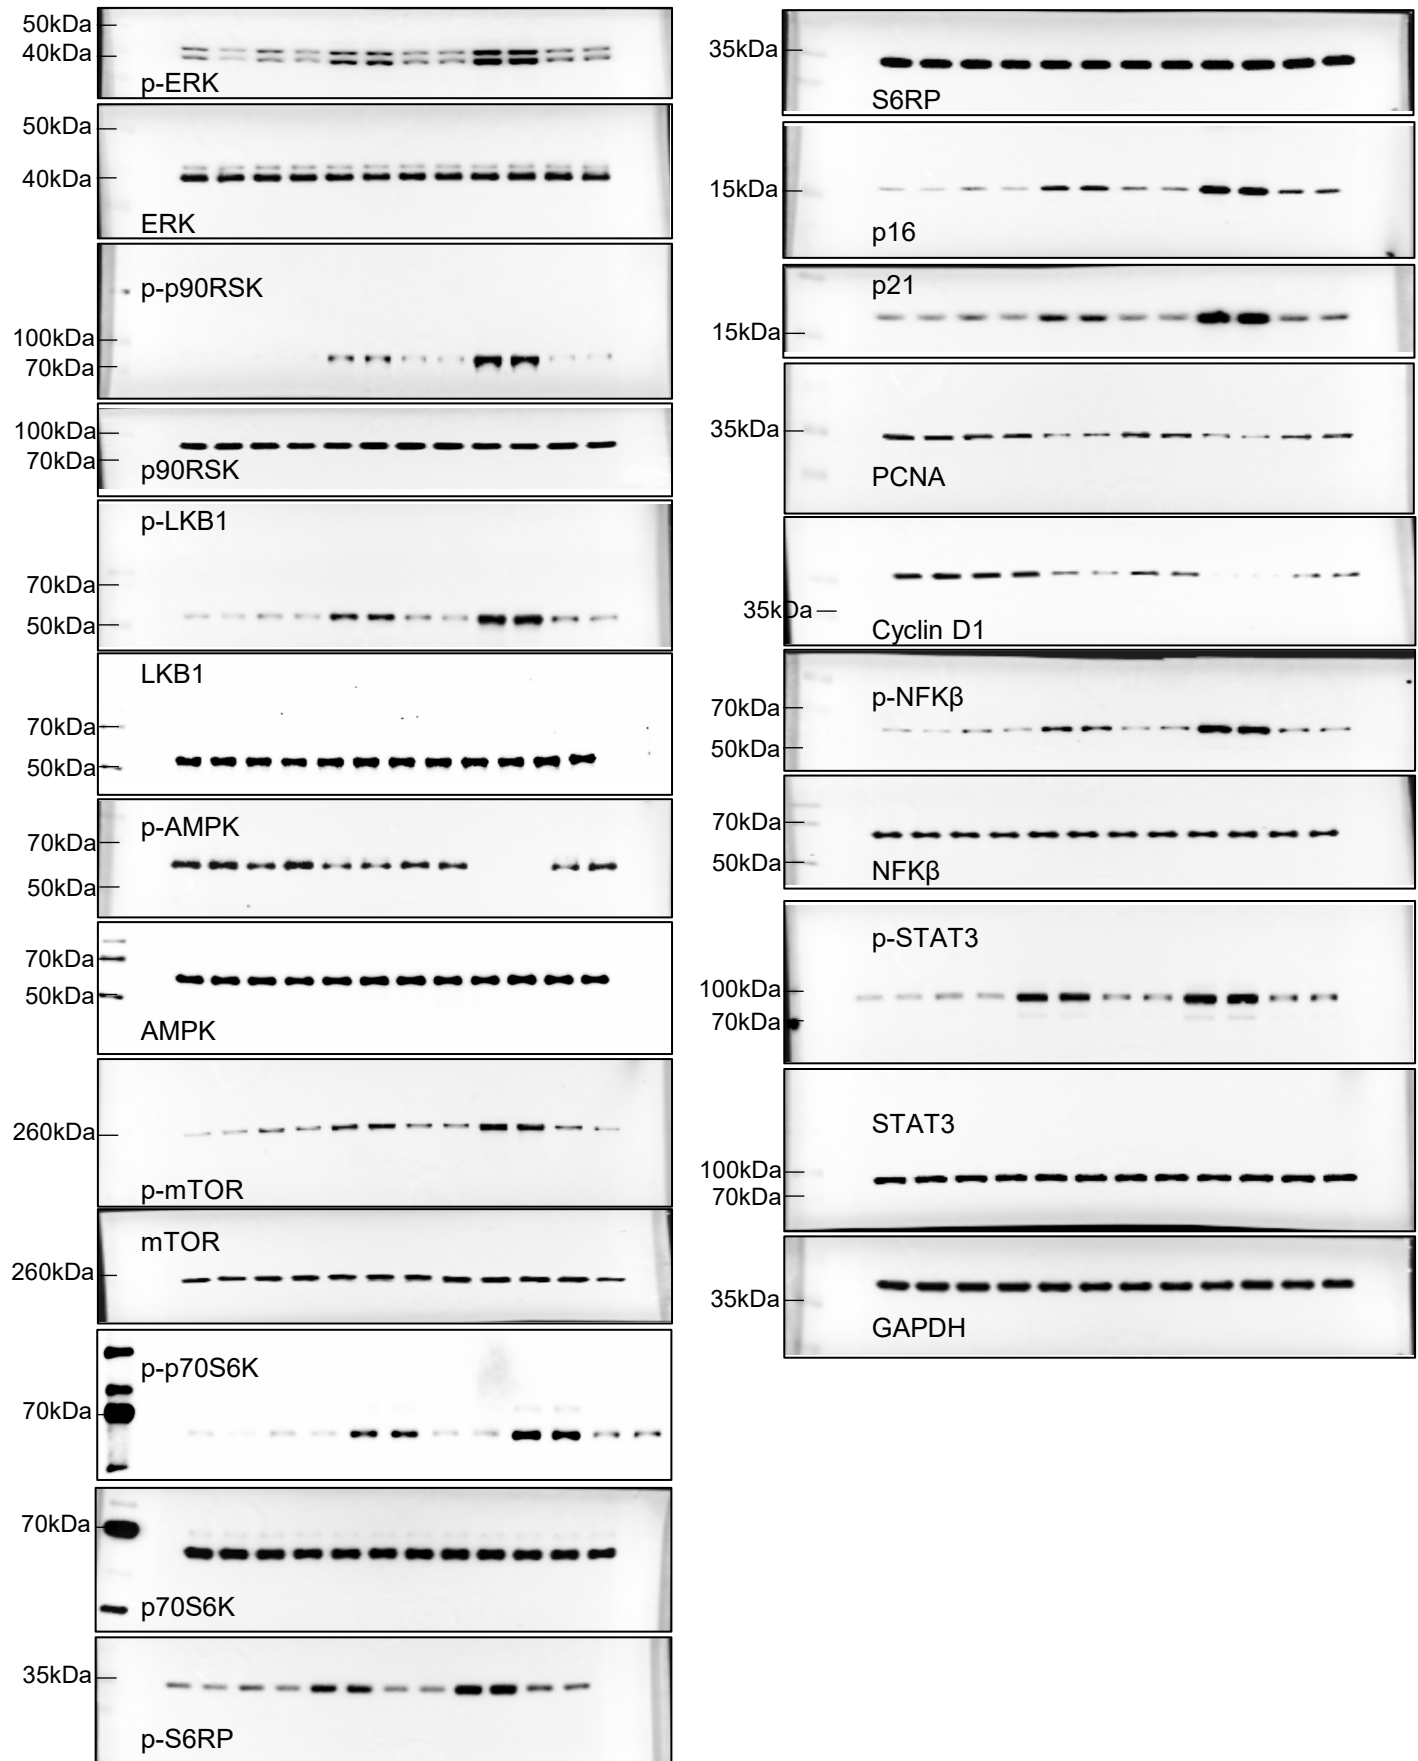 50kDa
40kDa
p-ERK
50kDa
40kDa
ERK
p-p90RSK
100kDa
70kDa
100kDa
70kDa
p90RSK
p-LKB1
70kDa
50kDa
LKB1
70kDa
50kDa
p-AMPK
70kDa
50kDa
70kDa
50kDa
AMPK
260kDa
p-mTOR
mTOR
260kDa
p-p70S6K
70kDa
70kDa
p70S6K
35kDa
p-S6RP
35kDa
S6RP
15kDa
p16
p21
15kDa
35kDa
PCNA
35kDa
Cyclin D1
p-NFKβ
70kDa
50kDa
70kDa
50kDa
NFKβ
p-STAT3
100kDa
70kDa
STAT3
100kDa
70kDa
35kDa
GAPDH